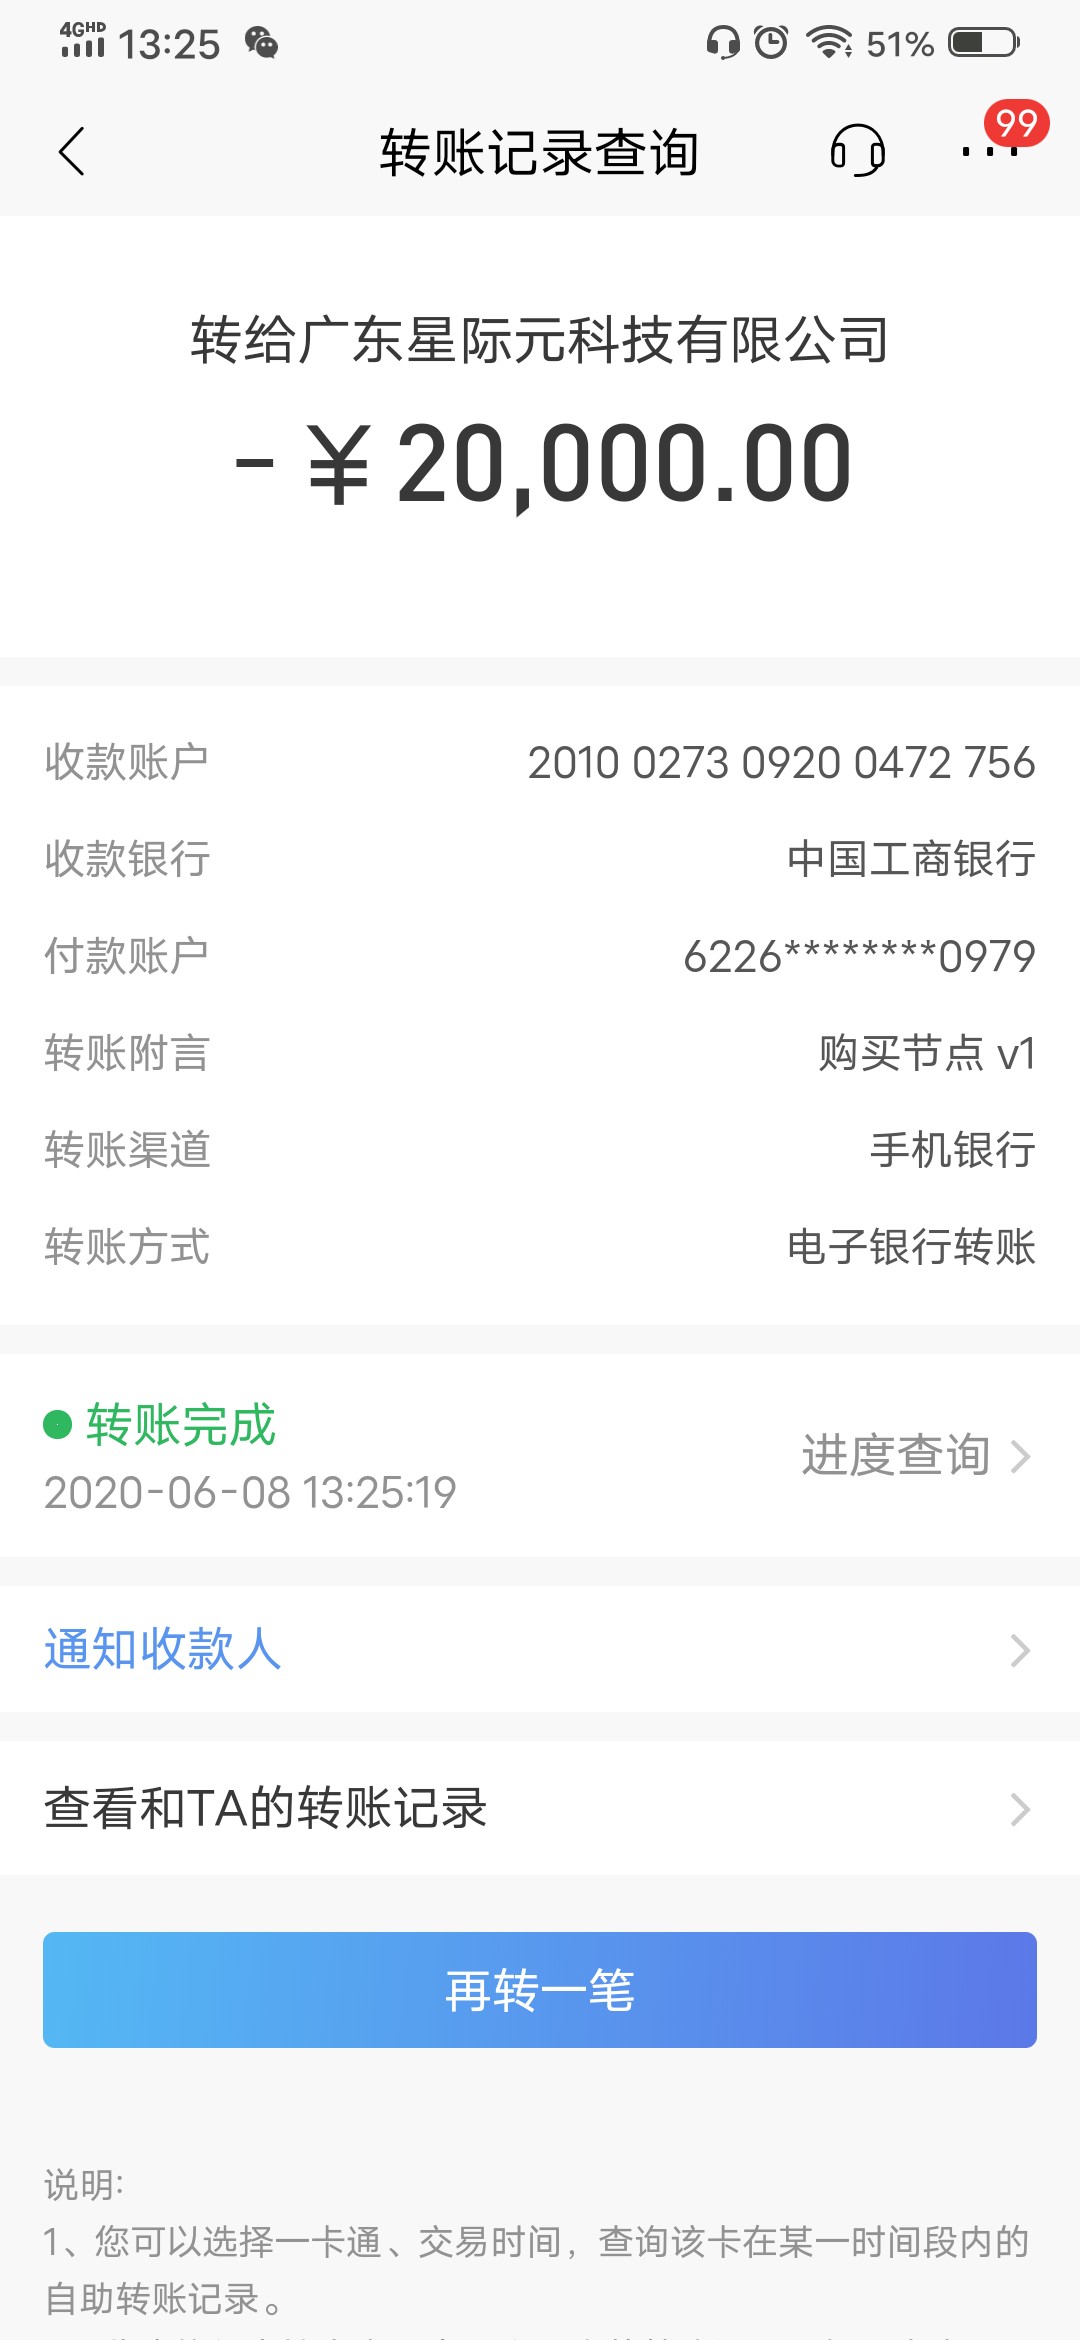 4GHD 13:25 51%
转账记录查询 99
转给广东星际元科技有限公司
-¥20,000.00
收款账户 2010 0273 0920 0472 756
收款银行 中国工商银行
付款账户 6226********0979
转账附言 购买节点 v1
转账渠道 手机银行
转账方式 电子银行转账
转账完成
2020-06-08 13:25:19
进度查询
通知收款人
查看和TA的转账记录
再转一笔
说明:
1、您可以选择一卡通、交易时间，查询该卡在某一时间段内的
自助转账记录。